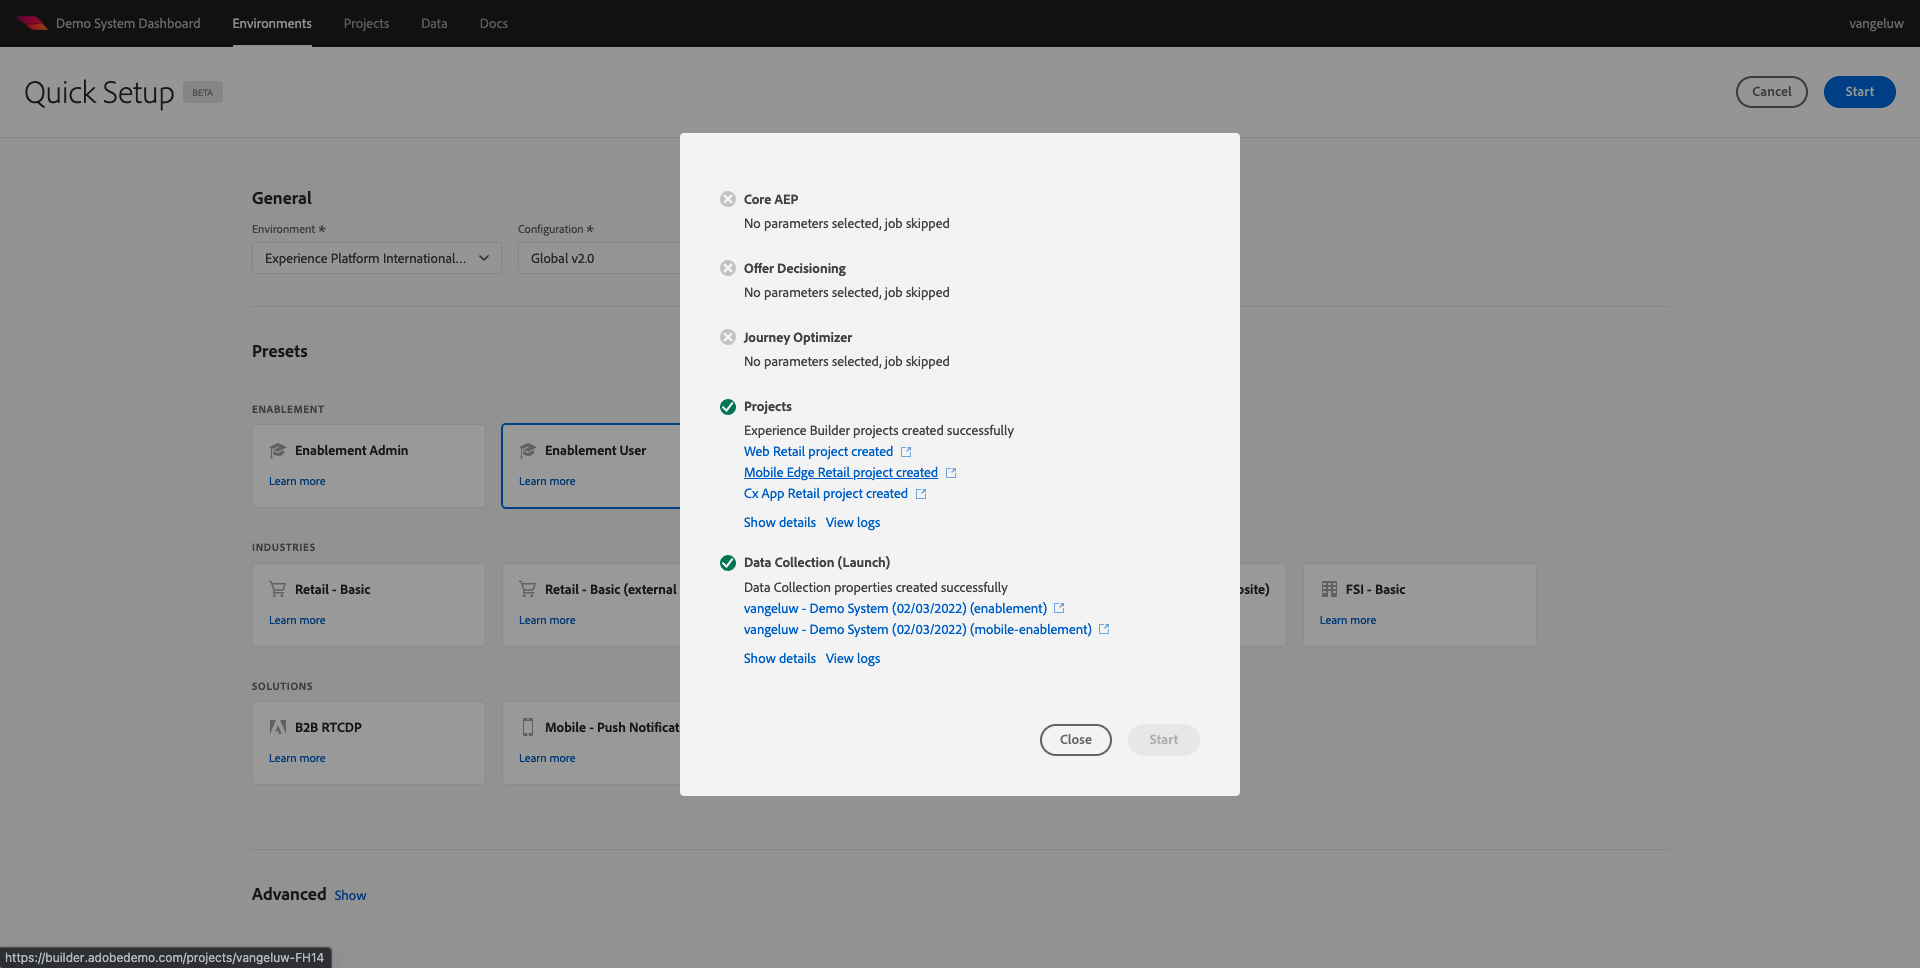 Demo System Dashboard
Environments
Projects
Data
Docs
vangeluw
Quick Setup
BETA
Cancel
Start
General
Environment *
Configuration *
Experience Platform International...
Global v2.0
Presets
ENABLEMENT
Enablement Admin
Learn more
Enablement User
Learn more
INDUSTRIES
Retail - Basic
Learn more
Retail - Basic (external
Learn more
FSI - Basic
Learn more
SOLUTIONS
B2B RTCDP
Learn more
Mobile - Push Notificat
Learn more
Advanced Show
Core AEP
No parameters selected, job skipped
Offer Decisioning
No parameters selected, job skipped
Journey Optimizer
No parameters selected, job skipped
Projects
Experience Builder projects created successfully
Web Retail project created
Mobile Edge Retail project created
Cx App Retail project created
Show details View logs
Data Collection (Launch)
Data Collection properties created successfully
vangeluw - Demo System (02/03/2022) (enablement)
vangeluw - Demo System (02/03/2022) (mobile-enablement)
Show details View logs
Close
Start
https://builder.adobedemo.com/projects/vangeluw-FH14